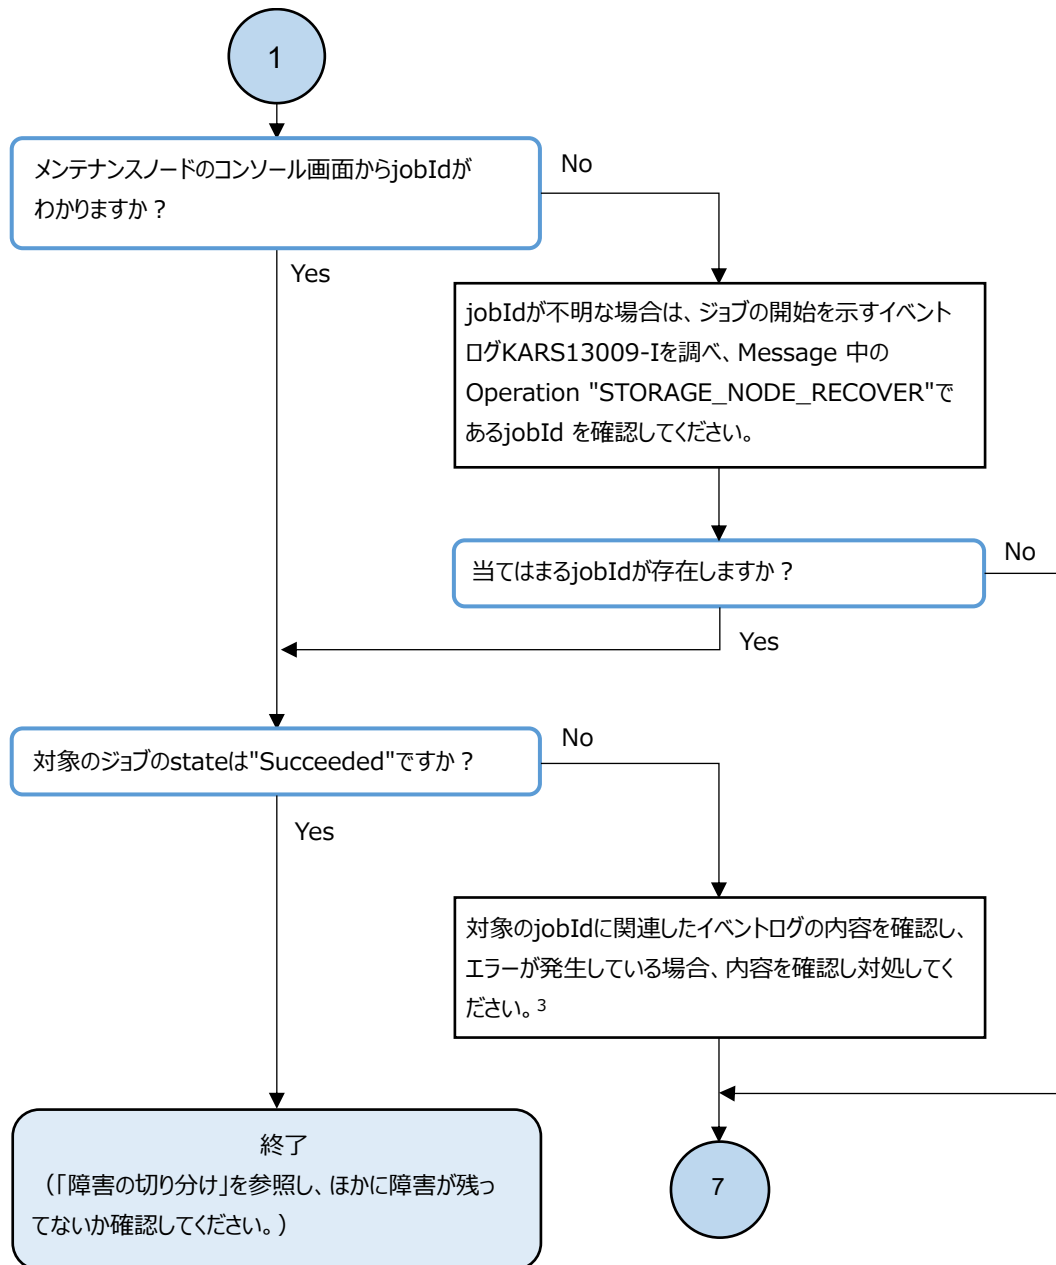 1
メンテナンスノードのコンソール画面からjobIdが
わかりますか？
No
Yes
jobIdが不明な場合は、ジョブの開始を示すイベント
ログKARS13009-Iを調べ、Message 中の
Operation "STORAGE_NODE_RECOVER"で
あるjobId を確認してください。
当てはまるjobIdが存在しますか？
No
Yes
対象のジョブのstateは"Succeeded"ですか？
No
Yes
対象のjobIdに関連したイベントログの内容を確認し、
エラーが発生している場合、内容を確認し対処してく
ださい。3
終了
（「障害の切り分け」を参照し、ほかに障害が残っ
てないか確認してください。）
7